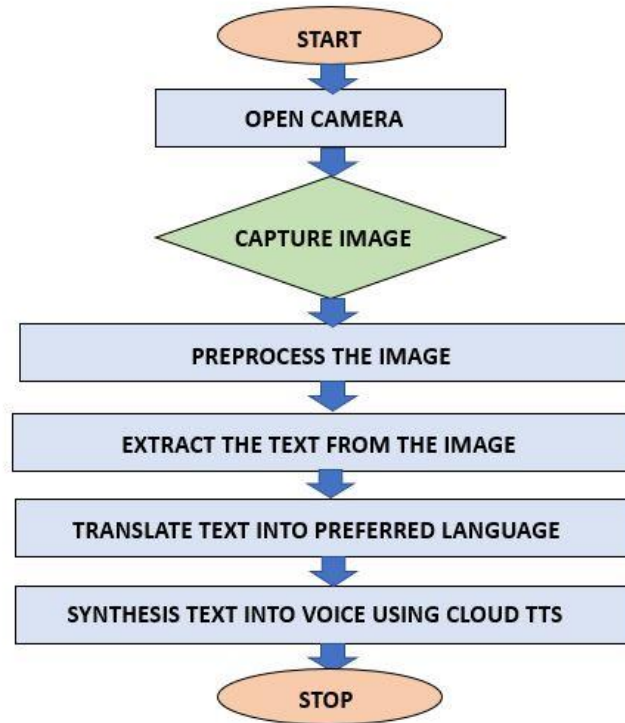 START
OPEN CAMERA
CAPTURE IMAGE
PREPROCESS THE IMAGE
EXTRACT THE TEXT FROM THE IMAGE
TRANSLATE TEXT INTO PREFERRED LANGUAGE
SYNTHESIS TEXT INTO VOICE USING CLOUD TTS
STOP